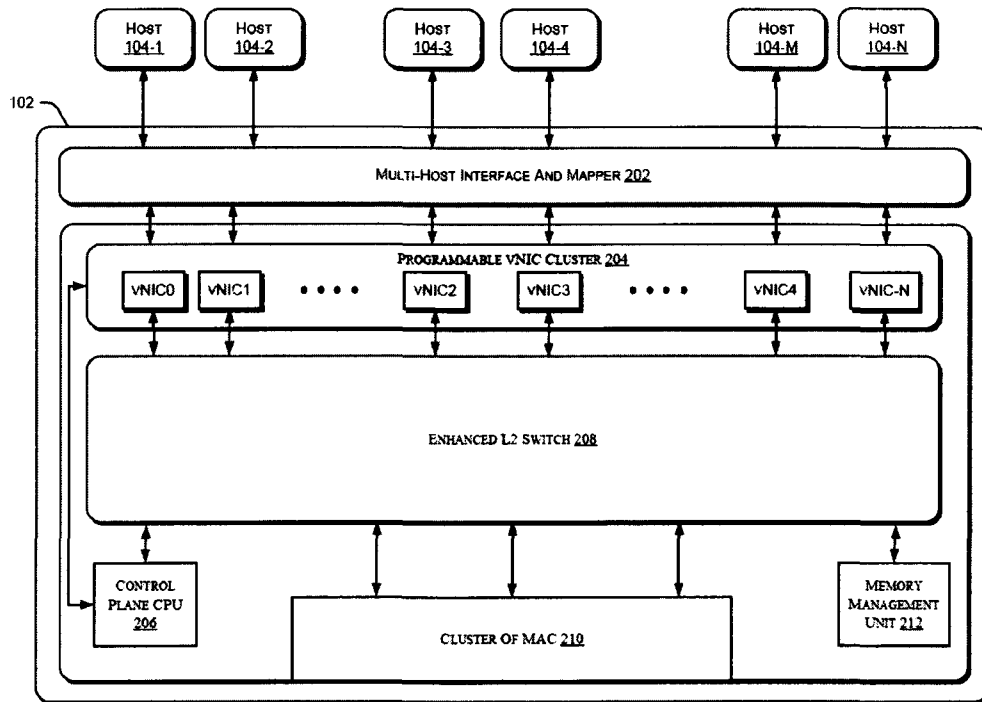 HOST HOST HOST HOST HOST HOST
104-1 104-2 104-3 104-4 104-M 104-N
102
MULTI-HOST INTERFACE AND MAPPER 202
PROGRAMMABLE VNIC CLUSTER 204
VNIC0 VNIC1 VNIC2 VNIC3 VNIC4 VNIC-N
ENHANCED L2 SWITCH 208
CONTROL
PLANE CPU
206
CLUSTER OF MAC 210
MEMORY
MANAGEMENT
UNIT 212